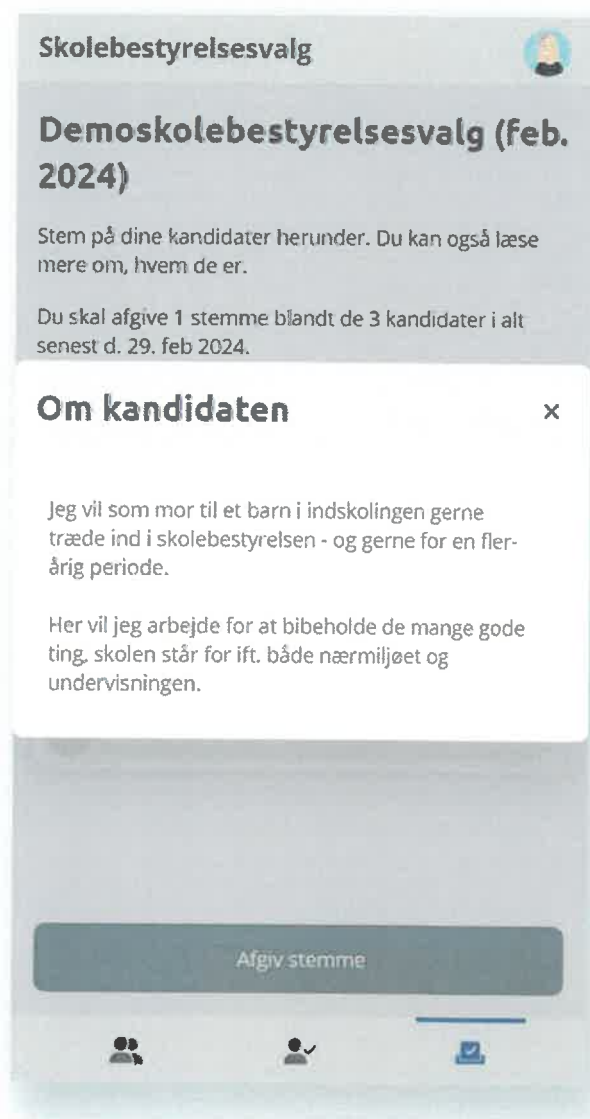 Skolebestyrelsesvalg
Demoskolebestyrelsesvalg (feb.
2024)
Stem på dine kandidater herunder. Du kan også læse
mere om, hvem de er.
Du skal afgive 1 stemme blandt de 3 kandidater i alt
senest d. 29. feb 2024.
Om kandidaten
Jeg vil som mor til et barn i indskolingen gerne
træde ind i skolebestyrelsen - og gerne for en fler-
årig periode.
Her vil jeg arbejde for at bibeholde de mange gode
ting, skolen står for ift. både nærmiljøet og
undervisningen.
Afgiv stemme